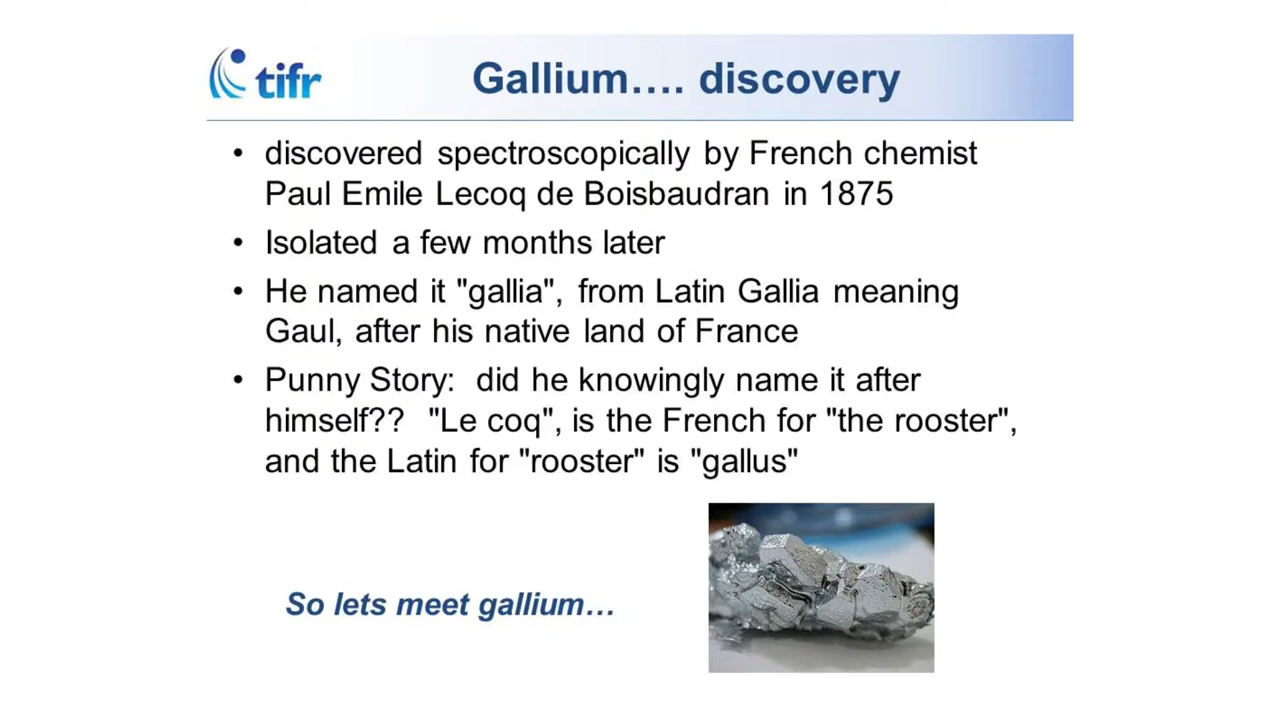 tifr
Gallium.... discovery
• discovered spectroscopically by French chemist
Paul Emile Lecoq de Boisbaudran in 1875
• Isolated a few months later
• He named it "gallia", from Latin Gallia meaning
Gaul, after his native land of France
• Punny Story: did he knowingly name it after
himself?? "Le coq", is the French for "the rooster",
and the Latin for "rooster" is "gallus"
So lets meet gallium...